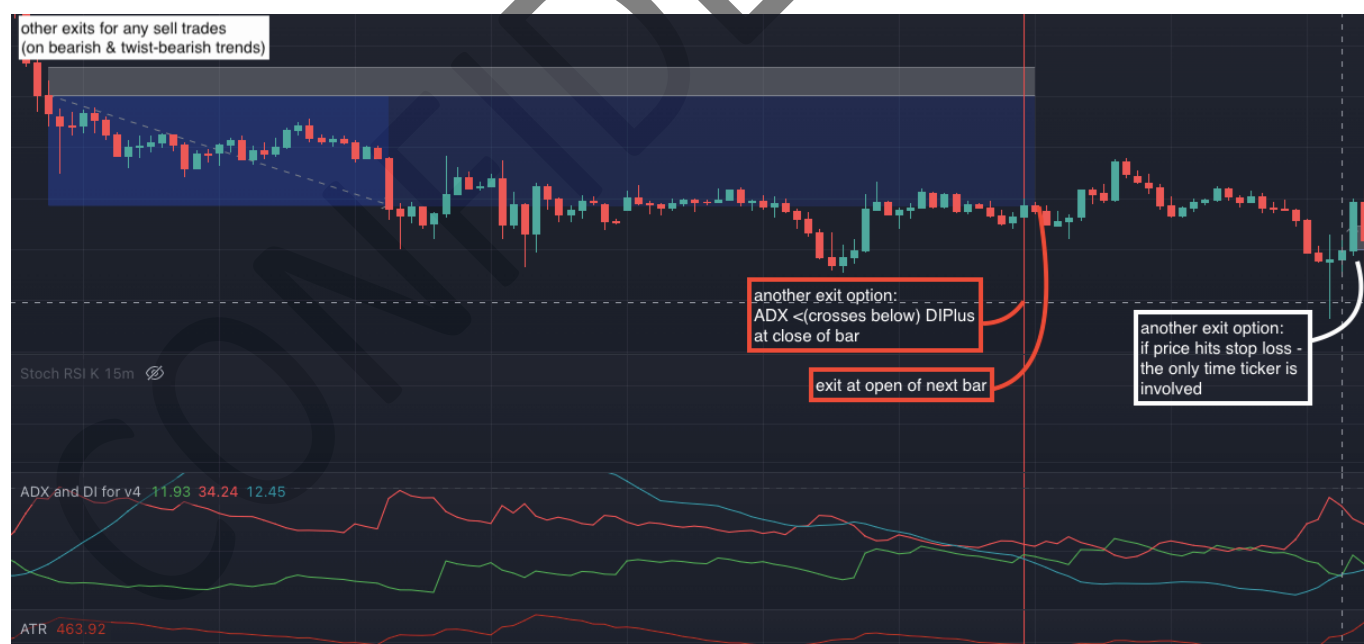 other exits for any sell trades
(on bearish & twist-bearish trends)
another exit option:
ADX <(crosses below) DIPlus
at close of bar
exit at open of next bar
another exit option:
if price hits stop loss -
the only time ticker is
involved
Stoch RSI K 15m
ADX and DI for v4 11.93 34.24 12.45
ATR 463.92
CONFIDE